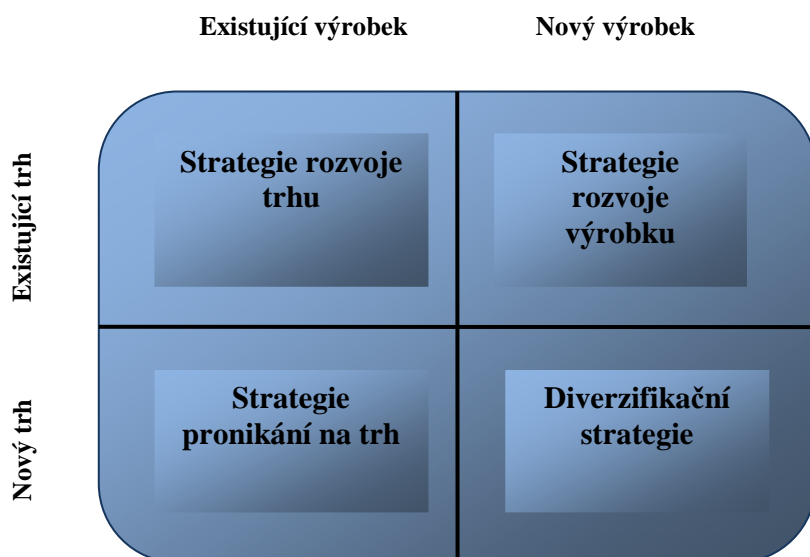 Existující výrobek
Nový výrobek
Existující trh
Strategie rozvoje
trhu
Strategie
rozvoje
výrobku
Nový trh
Strategie
pronikání na trh
Diverzifikační
strategie